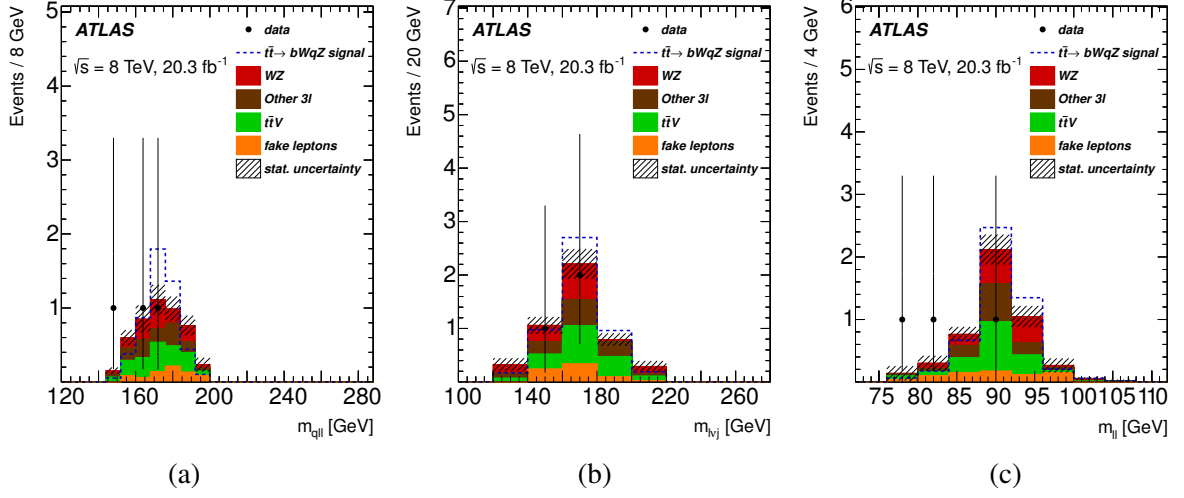 Events / 8 GeV
5
4
3
2
1
ATLAS
√s = 8 TeV, 20.3 fb⁻¹
data
tt̄→ bWqZ signal
WZ
Other 3l
tt̄V
fake leptons
stat. uncertainty
120 160 200 240 280
m_qll [GeV]
(a)
Events / 20 GeV
7
6
5
4
3
2
1
ATLAS
√s = 8 TeV, 20.3 fb⁻¹
data
tt̄→ bWqZ signal
WZ
Other 3l
tt̄V
fake leptons
stat. uncertainty
100 140 180 220 260
m_lνj [GeV]
(b)
Events / 4 GeV
6
5
4
3
2
1
ATLAS
√s = 8 TeV, 20.3 fb⁻¹
data
tt̄→ bWqZ signal
WZ
Other 3l
tt̄V
fake leptons
stat. uncertainty
75 80 85 90 95 100 105 110
m_ll [GeV]
(c)